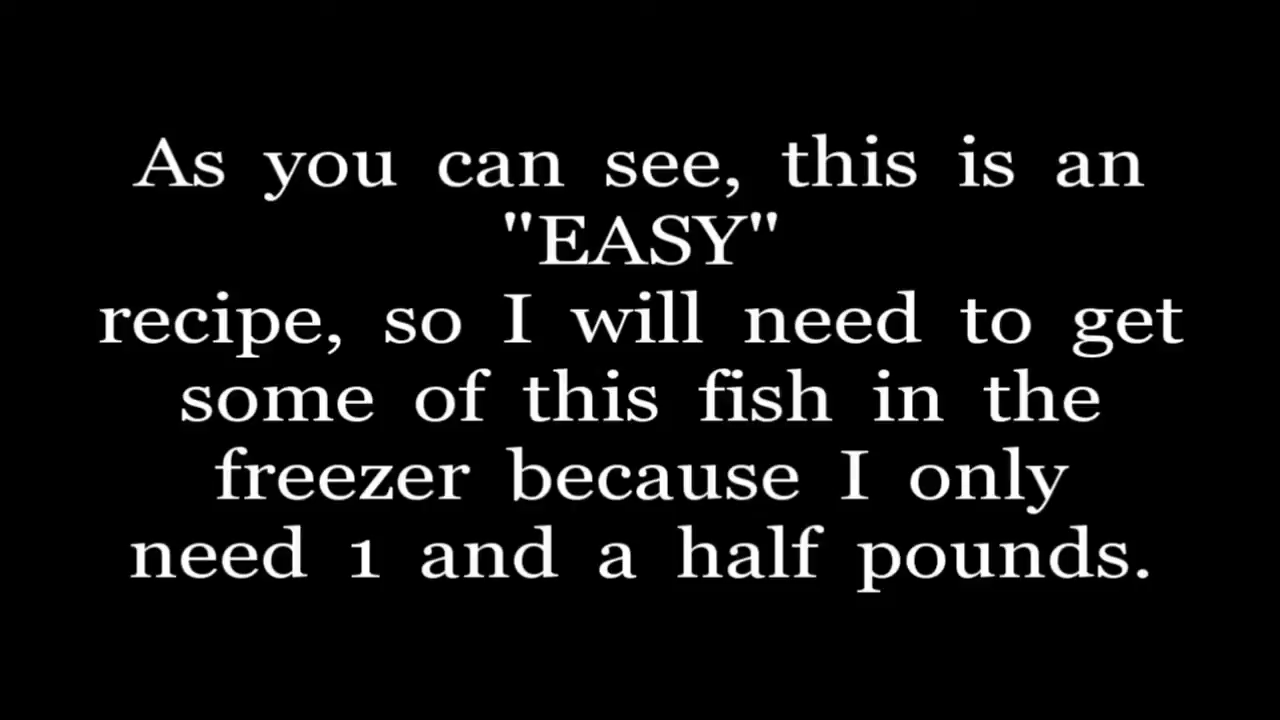 As you can see, this is an
"EASY"
recipe, so I will need to get
some of this fish in the
freezer because I only
need 1 and a half pounds.